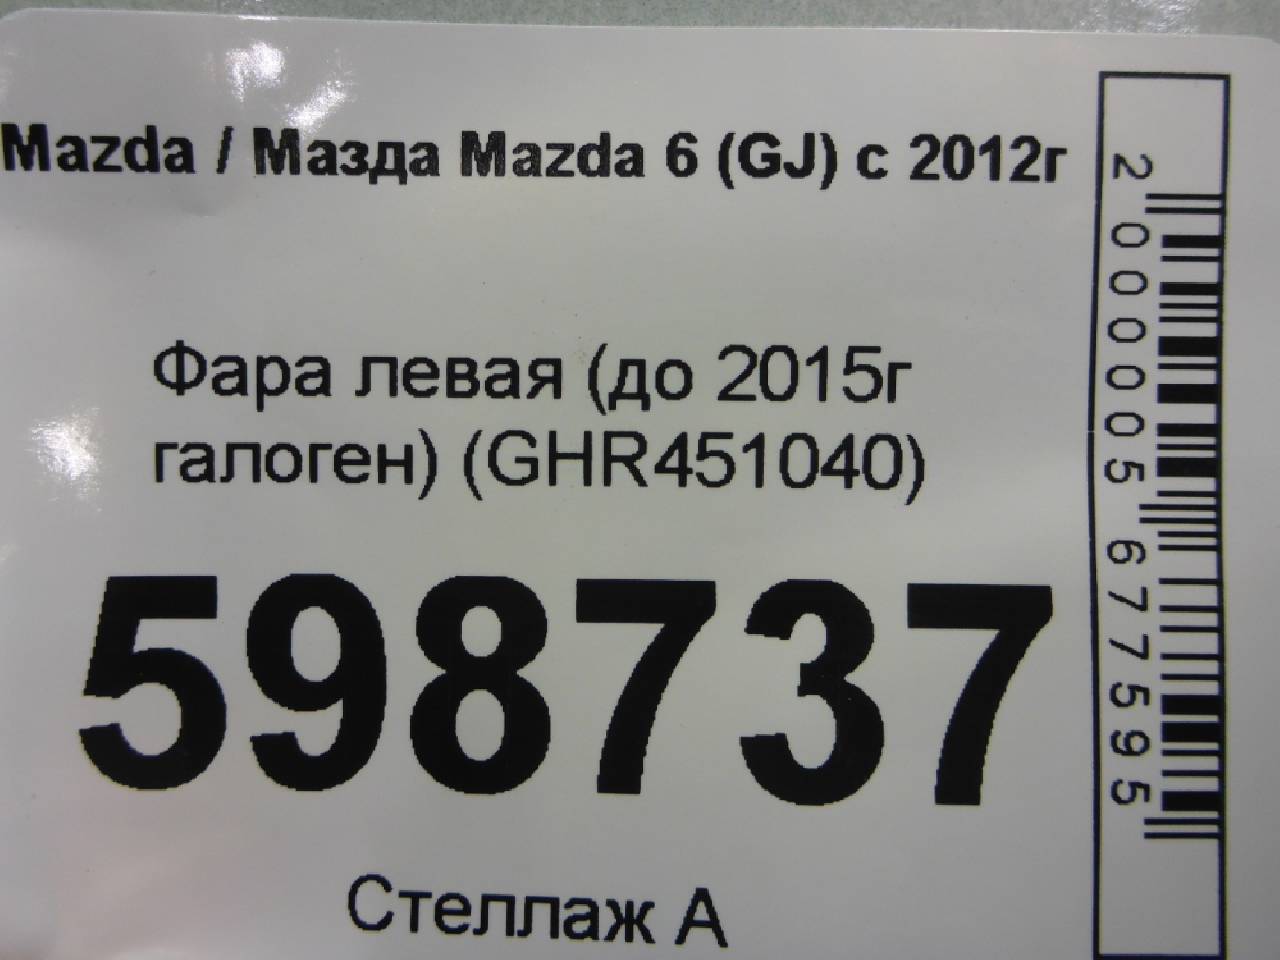 Mazda / Мазда Mazda 6 (GJ) с 2012г
Фара левая (до 2015г
галоген) (GHR451040)
598737
Стеллаж А
2000005677595